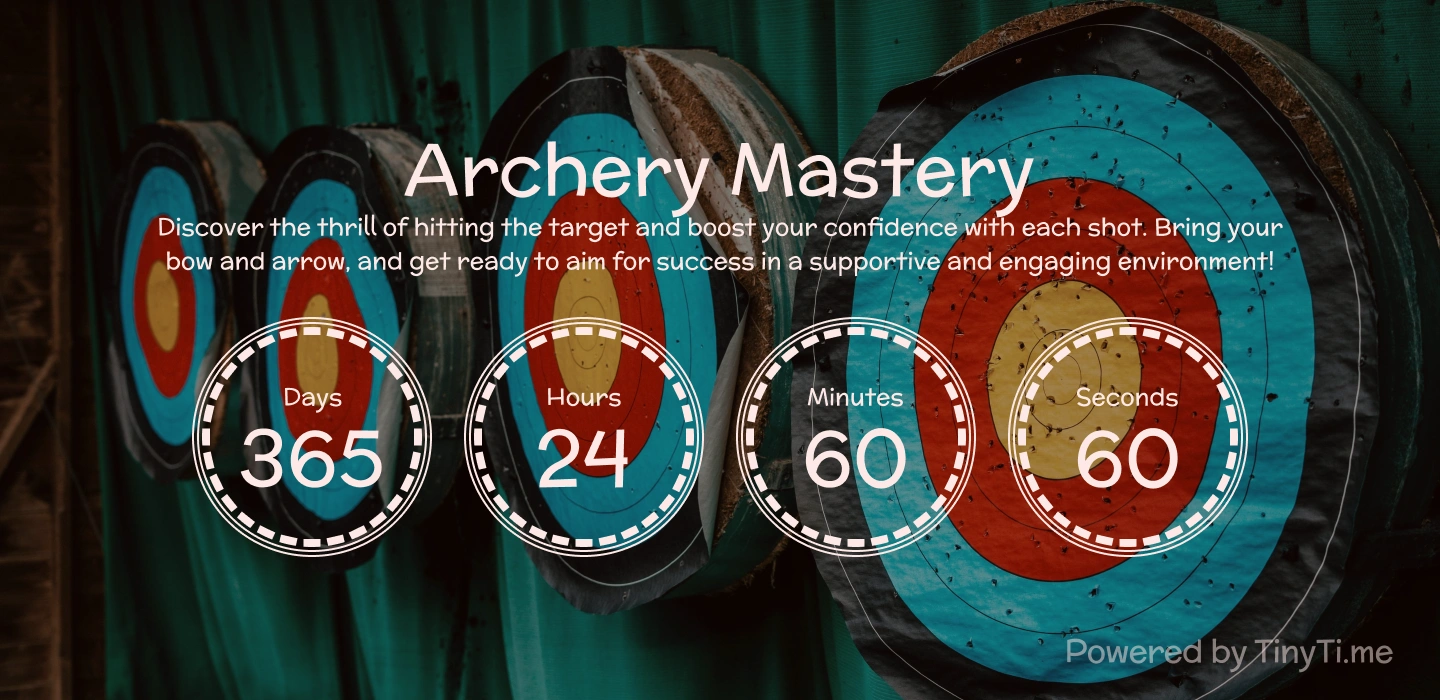 Archery Mastery
Discover the thrill of hitting the target and boost your confidence with each shot. Bring your
bow and arrow, and get ready to aim for success in a supportive and engaging environment!
Days Hours Minutes Seconds
365 24 60 60
Powered by TinyTi.me